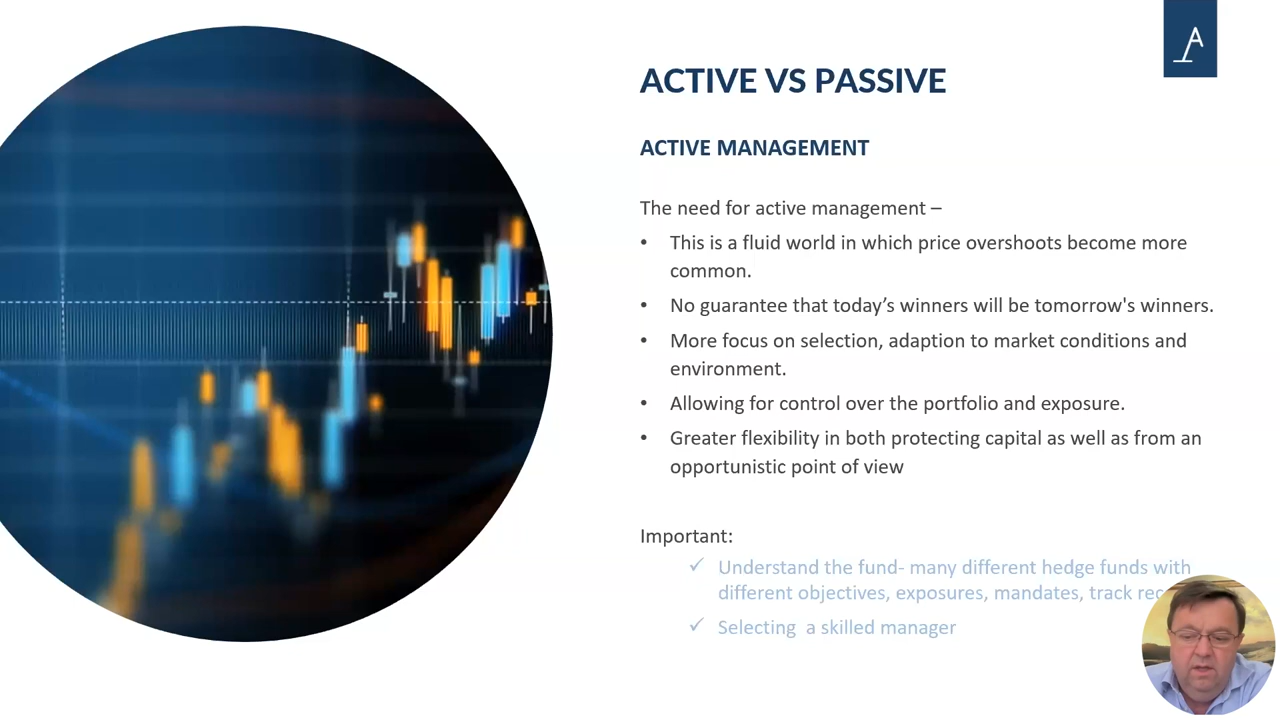 A
ACTIVE VS PASSIVE
ACTIVE MANAGEMENT
The need for active management –
• This is a fluid world in which price overshoots become more
common.
• No guarantee that today’s winners will be tomorrow's winners.
• More focus on selection, adaption to market conditions and
environment.
• Allowing for control over the portfolio and exposure.
• Greater flexibility in both protecting capital as well as from an
opportunistic point of view
Important:
✓ Understand the fund- many different hedge funds with
different objectives, exposures, mandates, track
✓ Selecting a skilled manager